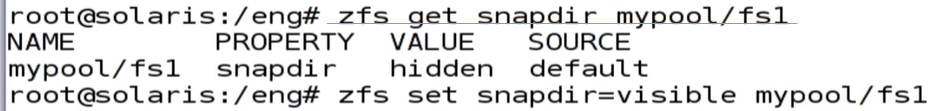 root@solaris:/eng# zfs get snapdir mypool/fs1
NAME        PROPERTY  VALUE    SOURCE
mypool/fs1  snapdir   hidden   default
root@solaris:/eng# zfs set snapdir=visible mypool/fs1